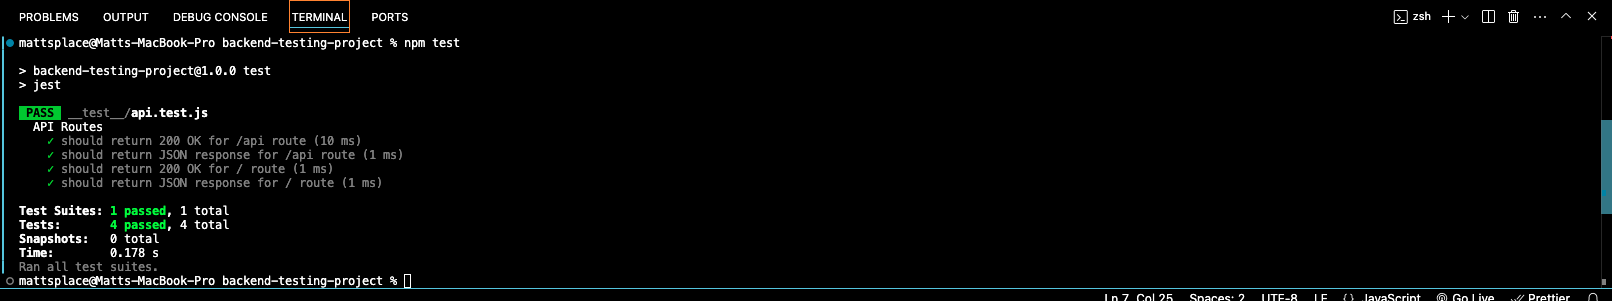 PROBLEMS OUTPUT DEBUG CONSOLE TERMINAL PORTS zsh
mattsplace@Matts-MacBook-Pro backend-testing-project % npm test
> backend-testing-project@1.0.0 test
> jest
PASS __test__/api.test.js
API Routes
✓ should return 200 OK for /api route (10 ms)
✓ should return JSON response for /api route (1 ms)
✓ should return 200 OK for / route (1 ms)
✓ should return JSON response for / route (1 ms)
Test Suites: 1 passed, 1 total
Tests: 4 passed, 4 total
Snapshots: 0 total
Time: 0.178 s
Ran all test suites.
mattsplace@Matts-MacBook-Pro backend-testing-project %
Ln 7, Col 25 Spaces: 2 UTF-8 LF {} JavaScript Go Live Prettier